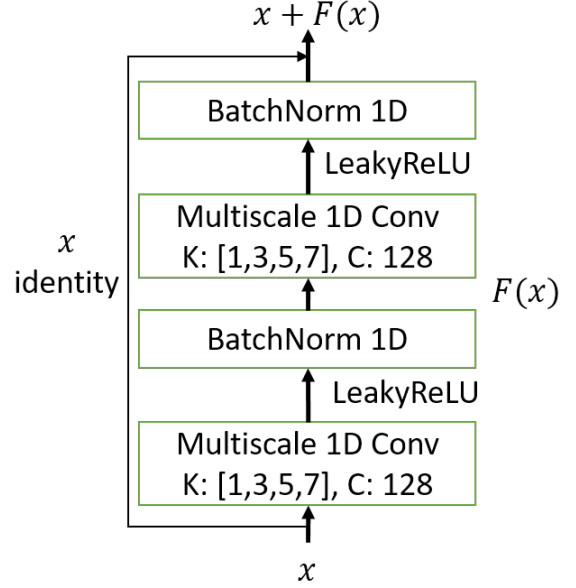 x + F(x)
BatchNorm 1D
LeakyReLU
Multiscale 1D Conv
K: [1,3,5,7], C: 128
x
identity
F(x)
BatchNorm 1D
LeakyReLU
Multiscale 1D Conv
K: [1,3,5,7], C: 128
x